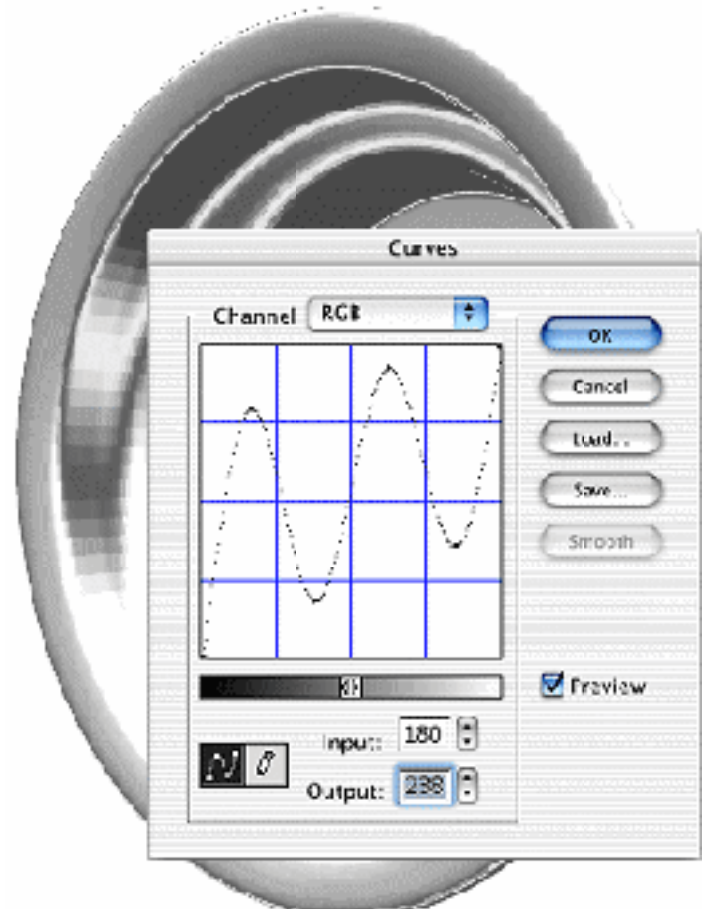 Curves
Channel RGB
OK
Cancel
Load...
Save...
Smooth
Preview
Input: 180
Output: